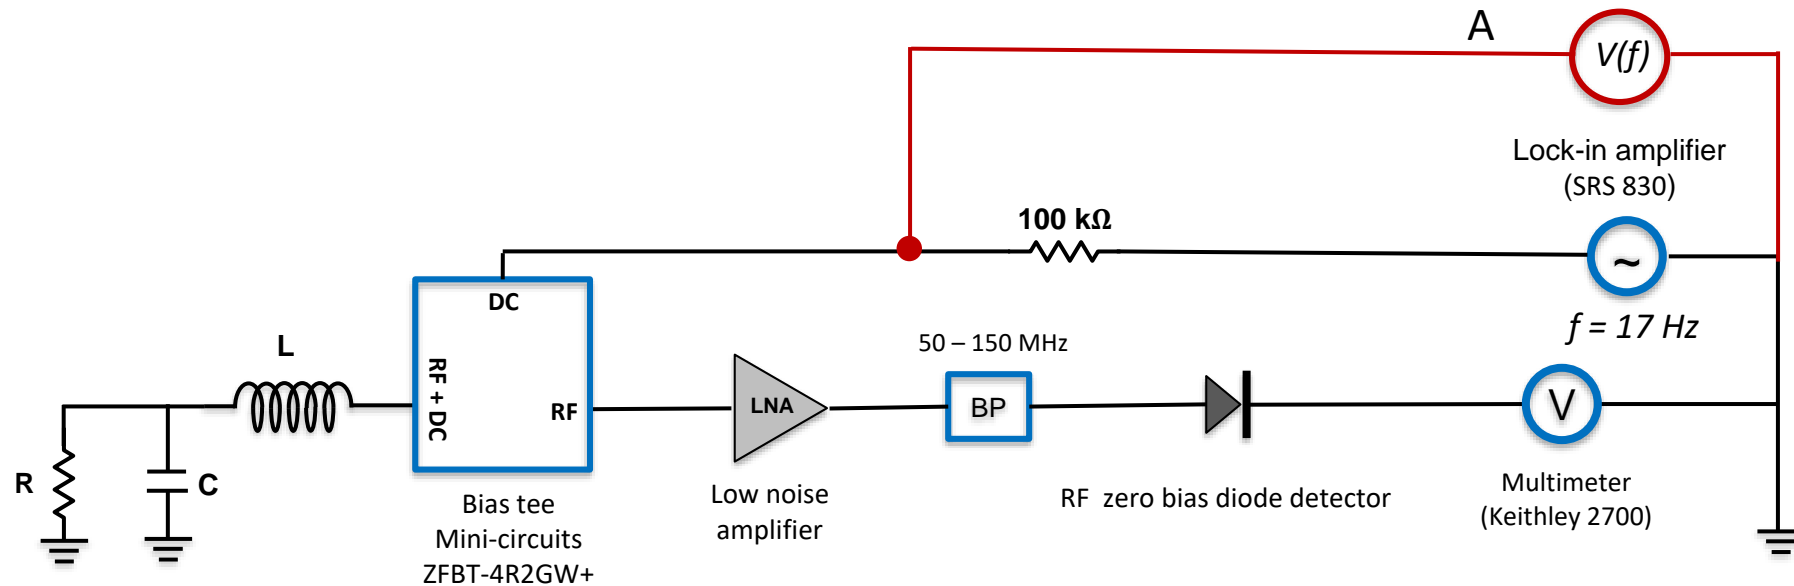 A
V(f)
Lock-in amplifier
(SRS 830)
100 kΩ
~
f = 17 Hz
DC
RF + DC
RF
L
R
C
LNA
50 – 150 MHz
BP
V
Bias tee
Mini-circuits
ZFBT-4R2GW+
Low noise
amplifier
RF zero bias diode detector
Multimeter
(Keithley 2700)